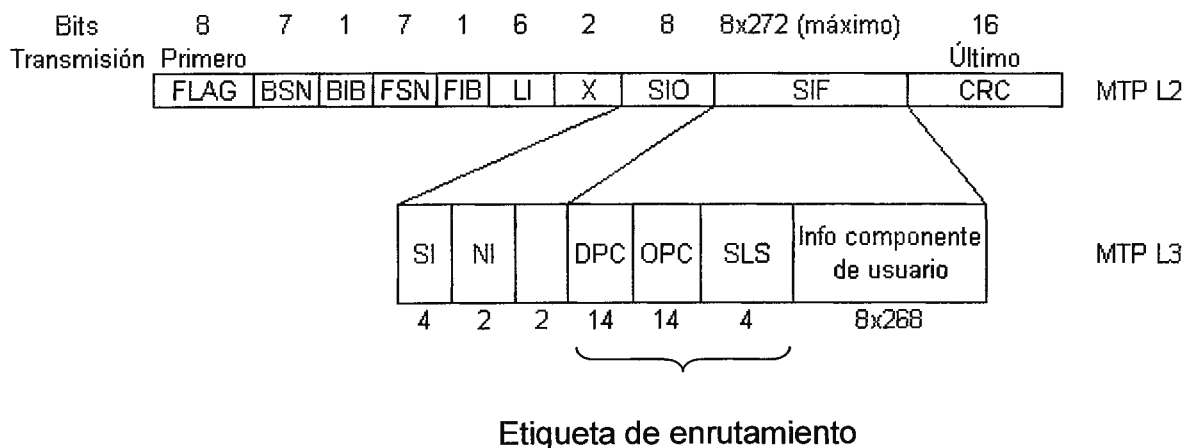 Bits 8 7 1 7 1 6 2 8 8x272 (máximo) 16
Transmisión Primero Último
FLAG BSN BIB FSN FIB LI X SIO SIF CRC MTP L2
SI NI DPC OPC SLS Info componente de usuario MTP L3
4 2 2 14 14 4 8x268
Etiqueta de enrutamiento